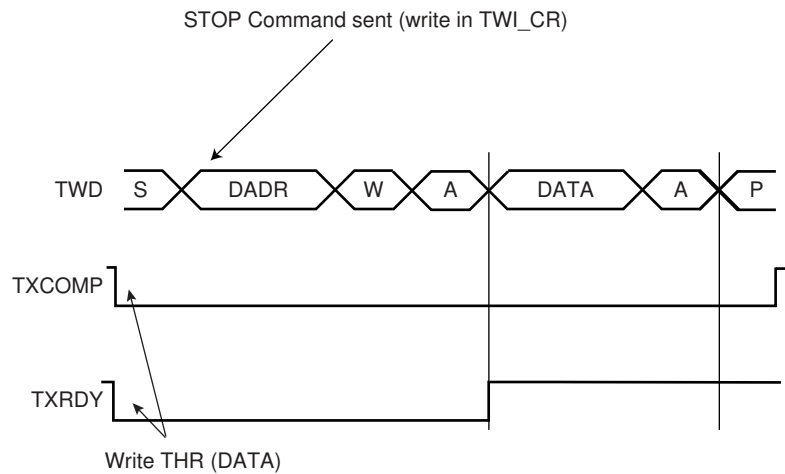 STOP Command sent (write in TWI_CR)
TWD S DADR W A DATA A P
TXCOMP
TXRDY
Write THR (DATA)